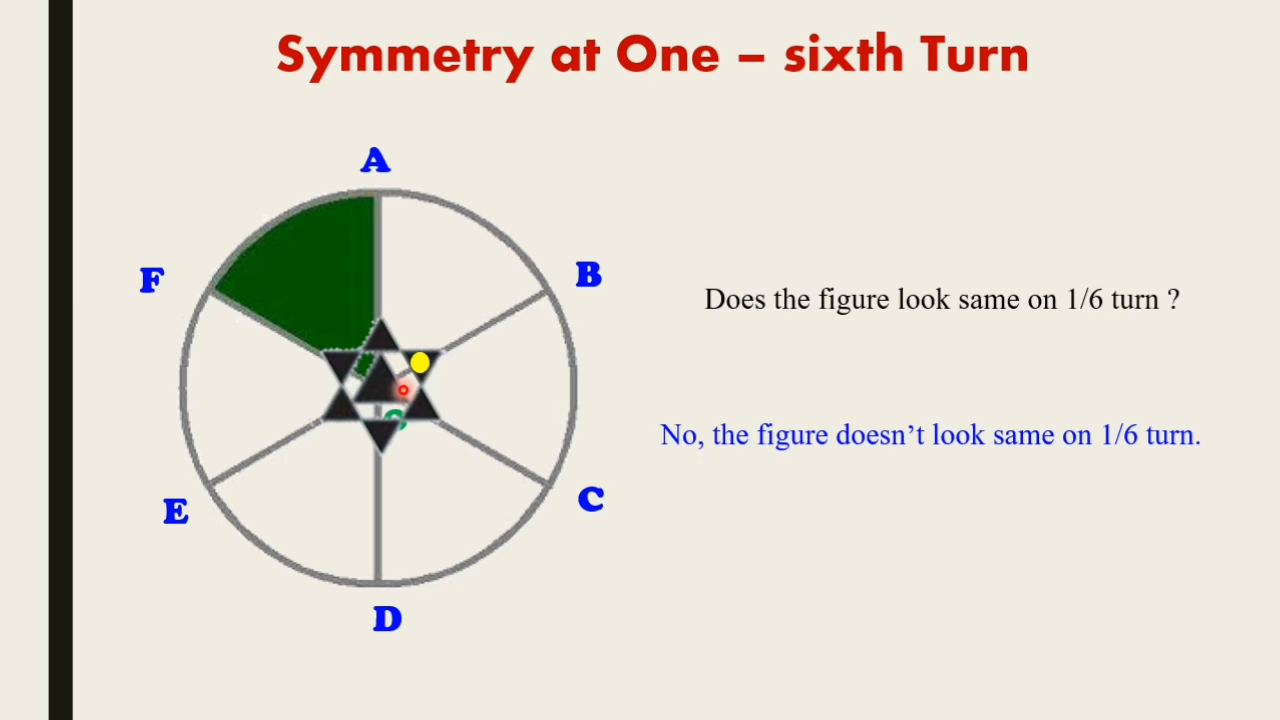 Symmetry at One – sixth Turn
A
F
B
Does the figure look same on 1/6 turn ?
No, the figure doesn’t look same on 1/6 turn.
E
C
D